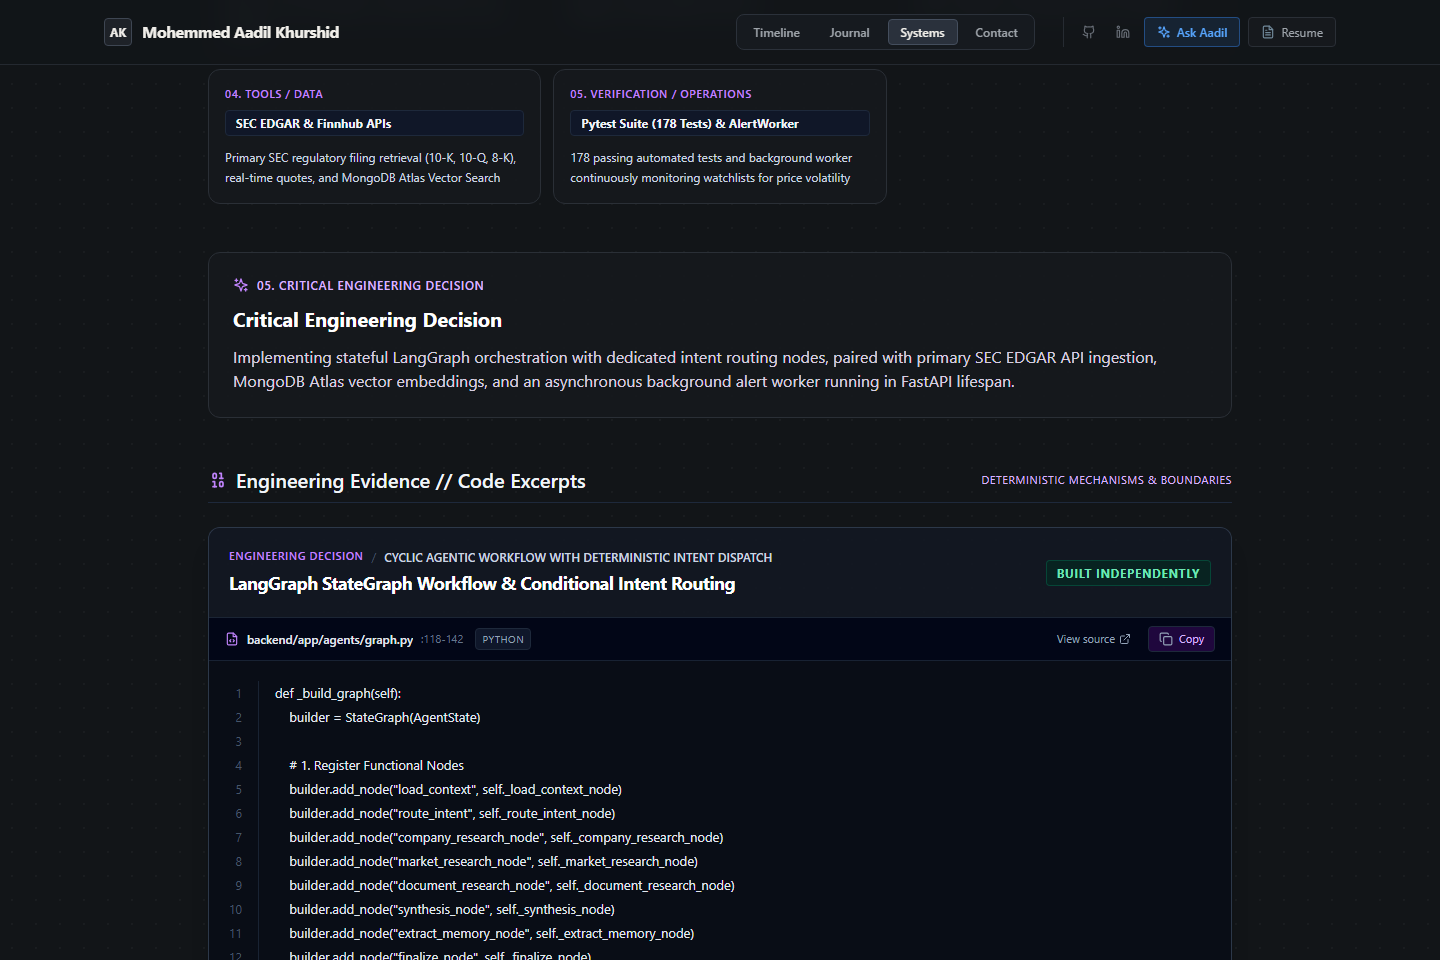 AK Mohemmed Aadil Khurshid
Timeline Journal Systems Contact
Ask Aadil Resume
04. TOOLS / DATA
SEC EDGAR & Finnhub APIs
Primary SEC regulatory filing retrieval (10-K, 10-Q, 8-K),
real-time quotes, and MongoDB Atlas Vector Search
05. VERIFICATION / OPERATIONS
Pytest Suite (178 Tests) & AlertWorker
178 passing automated tests and background worker
continuously monitoring watchlists for price volatility
05. CRITICAL ENGINEERING DECISION
Critical Engineering Decision
Implementing stateful LangGraph orchestration with dedicated intent routing nodes, paired with primary SEC EDGAR API ingestion,
MongoDB Atlas vector embeddings, and an asynchronous background alert worker running in FastAPI lifespan.
Engineering Evidence // Code Excerpts
DETERMINISTIC MECHANISMS & BOUNDARIES
ENGINEERING DECISION / CYCLIC AGENTIC WORKFLOW WITH DETERMINISTIC INTENT DISPATCH
LangGraph StateGraph Workflow & Conditional Intent Routing
BUILT INDEPENDENTLY
backend/app/agents/graph.py :118-142 PYTHON
View source Copy
1 def _build_graph(self):
2 builder = StateGraph(AgentState)
3
4 # 1. Register Functional Nodes
5 builder.add_node("load_context", self._load_context_node)
6 builder.add_node("route_intent", self._route_intent_node)
7 builder.add_node("company_research_node", self._company_research_node)
8 builder.add_node("market_research_node", self._market_research_node)
9 builder.add_node("document_research_node", self._document_research_node)
10 builder.add_node("synthesis_node", self._synthesis_node)
11 builder.add_node("extract_memory_node", self._extract_memory_node)
12 builder.add_node("finalize_node", self._finalize_node)